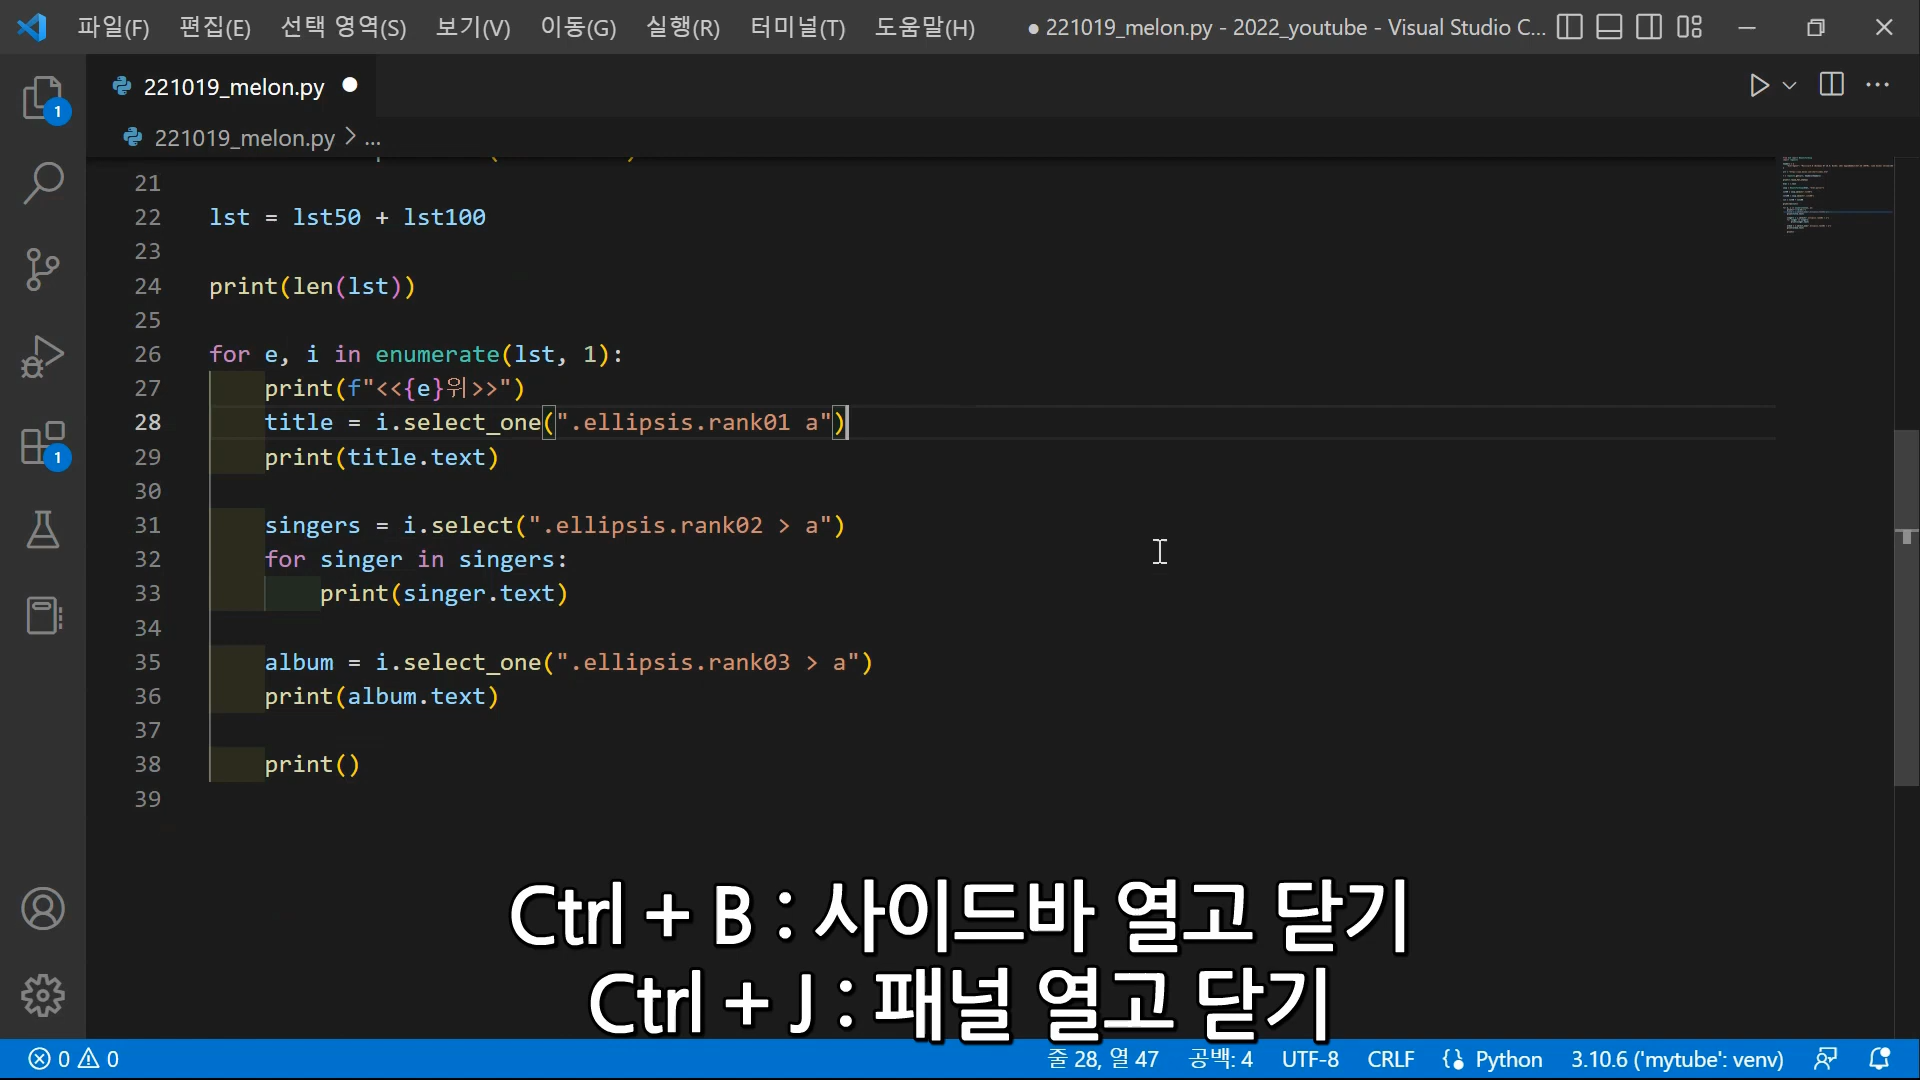 파일(F) 편집(E) 선택 영역(S) 보기(V) 이동(G) 실행(R) 터미널(T) 도움말(H) ● 221019_melon.py - 2022_youtube - Visual Studio C...
221019_melon.py ●
221019_melon.py > ...
1
21
22 lst = lst50 + lst100
23
24 print(len(lst))
25
26 for e, i in enumerate(lst, 1):
27 print(f"<<{e}위>>")
28 title = i.select_one(".ellipsis.rank01 a")
29 print(title.text)
30
31 singers = i.select(".ellipsis.rank02 > a")
32 for singer in singers:
33 print(singer.text)
34
35 album = i.select_one(".ellipsis.rank03 > a")
36 print(album.text)
37
38 print()
39
1
Ctrl + B : 사이드바 열고 닫기
Ctrl + J : 패널 열고 닫기
0 0 줄 28, 열 47 공백: 4 UTF-8 CRLF Python 3.10.6 ('mytube': venv)